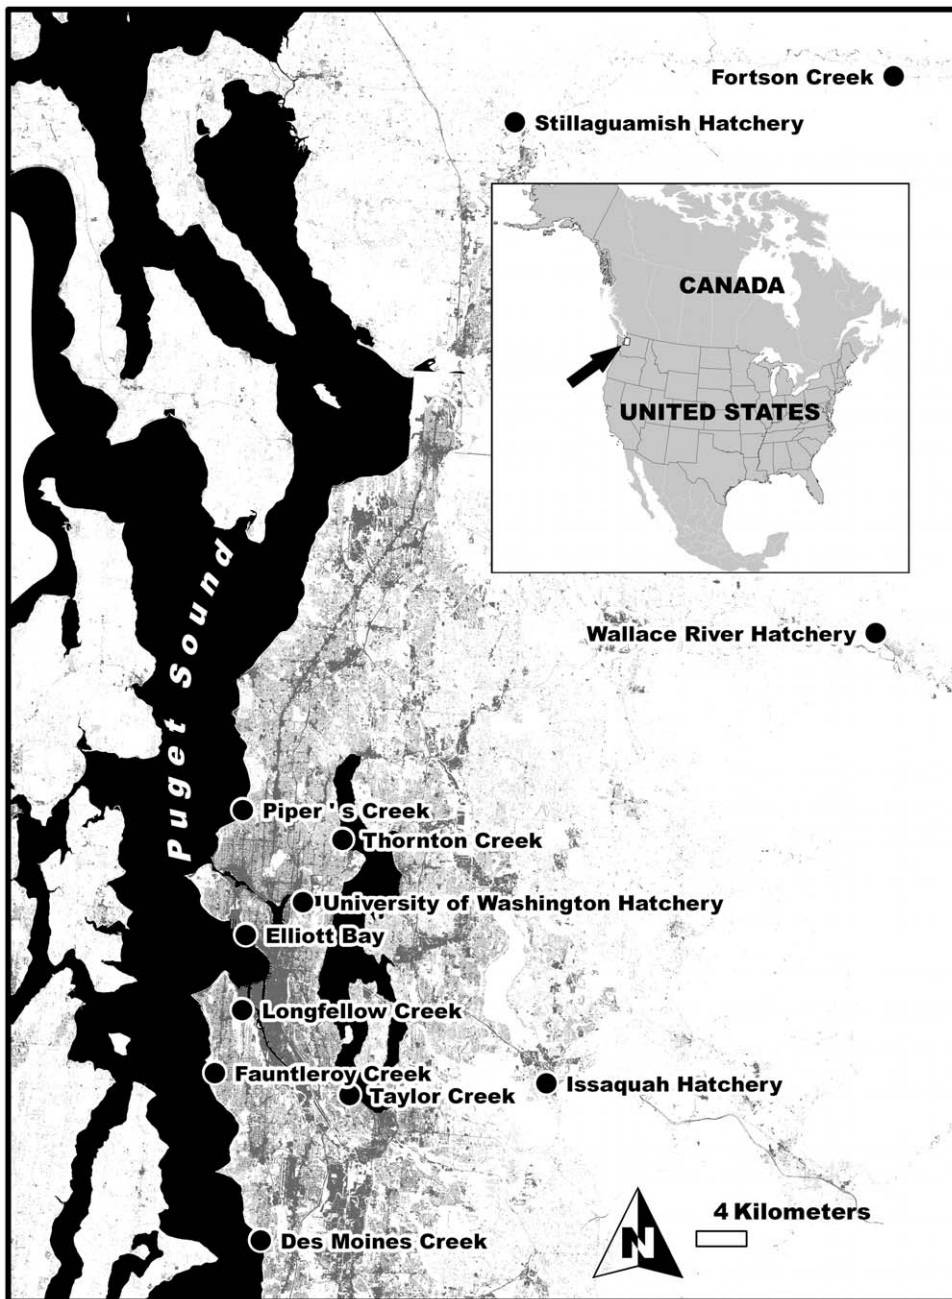 Fortson Creek
Stillaguamish Hatchery
CANADA
UNITED STATES
Wallace River Hatchery
Puget Sound
Piper ' s Creek
Thornton Creek
University of Washington Hatchery
Elliott Bay
Longfellow Creek
Fauntleroy Creek
Issaquah Hatchery
Taylor Creek
4 Kilometers
N
Des Moines Creek